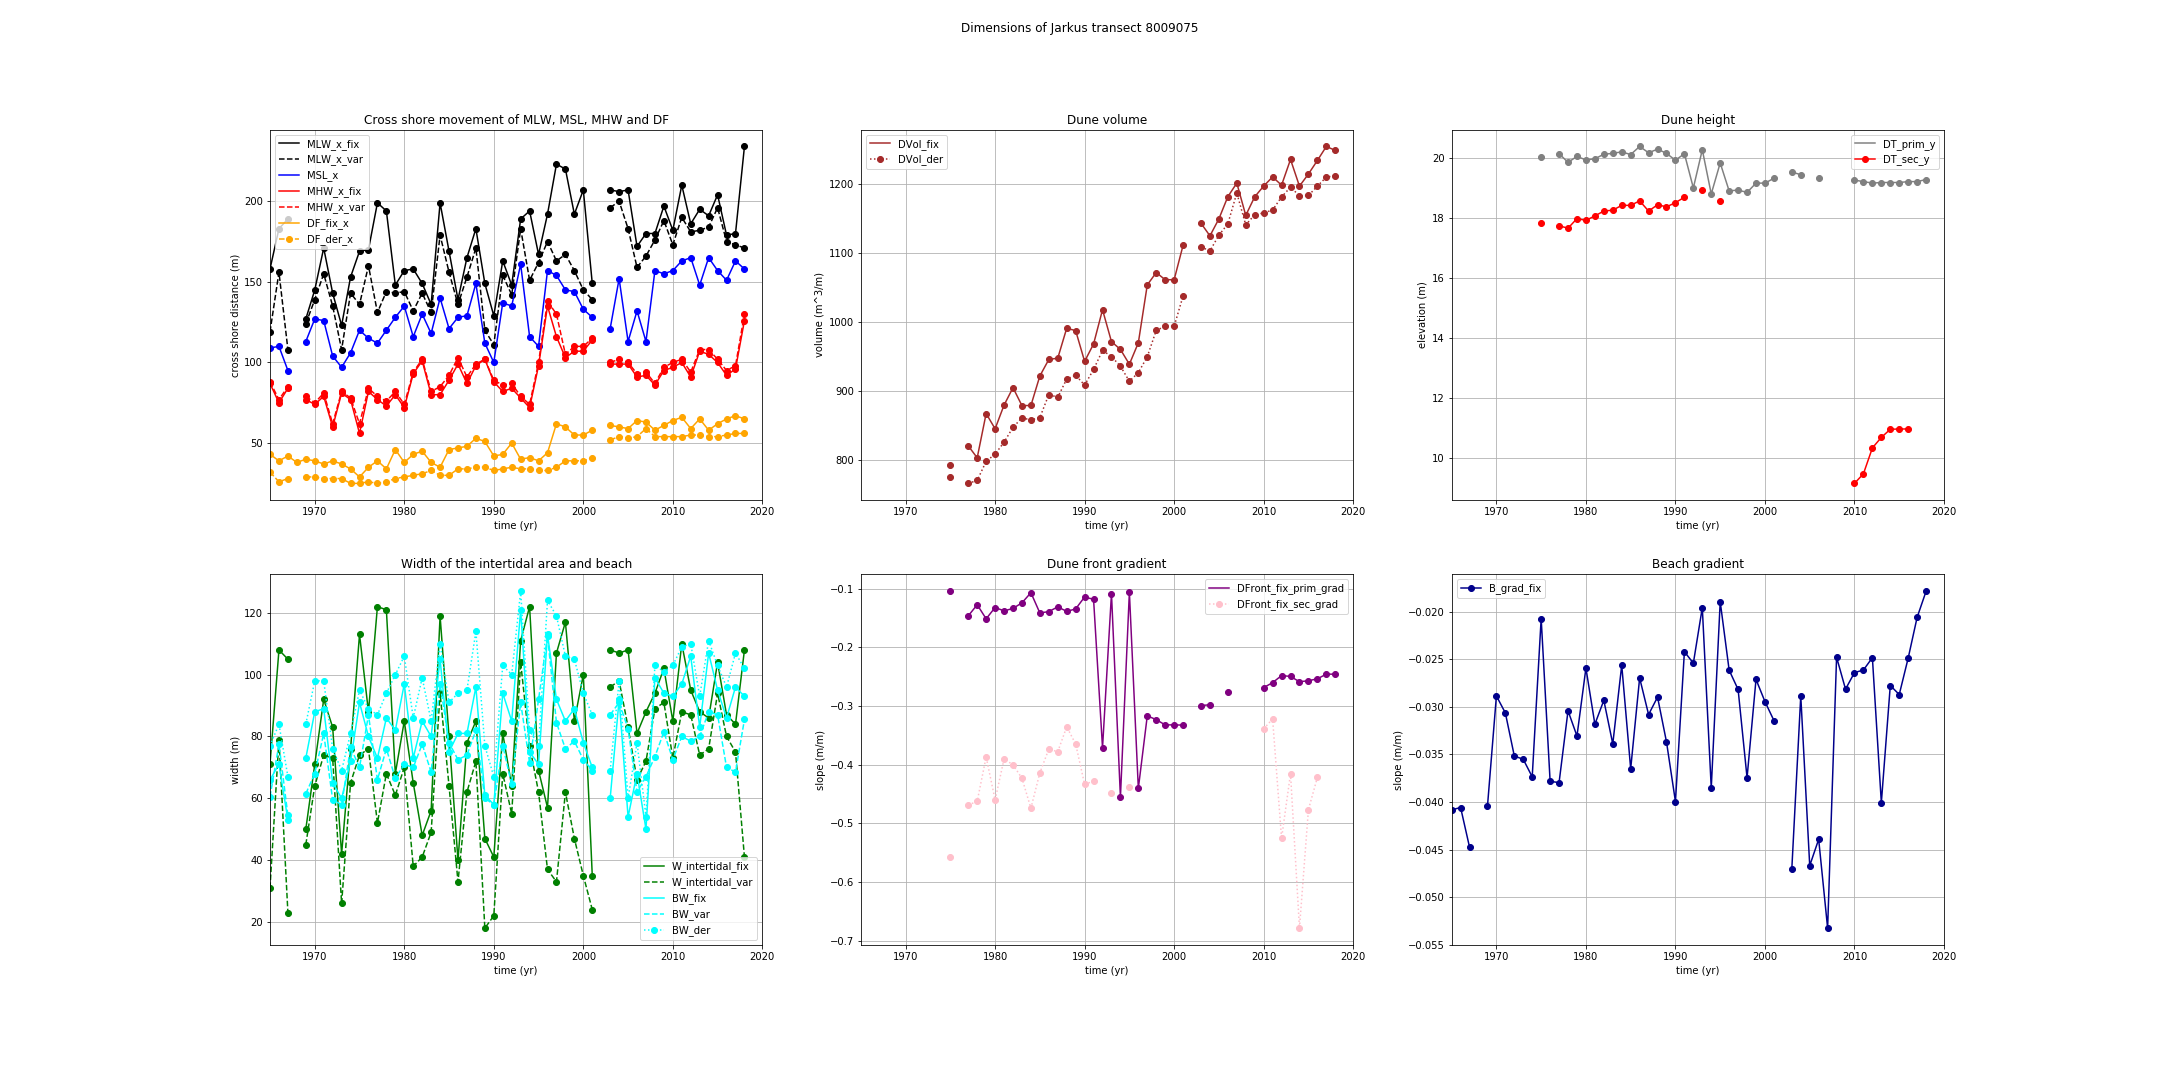 Dimensions of Jarkus transect 8009075
Cross shore movement of MLW, MSL, MHW and DF
MLW_x_fix
MLW_x_var
MSL_x
MHW_x_fix
MHW_x_var
DF_fix_x
DF_der_x
cross shore distance (m)
200
150
100
50
1970
1980
1990
2000
2010
2020
time (yr)
Dune volume
DVol_fix
DVol_der
volume (m^3/m)
1200
1100
1000
900
800
1970
1980
1990
2000
2010
2020
time (yr)
Dune height
DT_prim_y
DT_sec_y
elevation (m)
20
18
16
14
12
10
1970
1980
1990
2000
2010
2020
time (yr)
Width of the intertidal area and beach
W_intertidal_fix
W_intertidal_var
BW_fix
BW_var
BW_der
width (m)
120
100
80
60
40
20
1970
1980
1990
2000
2010
2020
time (yr)
Dune front gradient
DFront_fix_prim_grad
DFront_fix_sec_grad
slope (m/m)
−0.1
−0.2
−0.3
−0.4
−0.5
−0.6
−0.7
1970
1980
1990
2000
2010
2020
time (yr)
Beach gradient
B_grad_fix
slope (m/m)
−0.020
−0.025
−0.030
−0.035
−0.040
−0.045
−0.050
−0.055
1970
1980
1990
2000
2010
2020
time (yr)